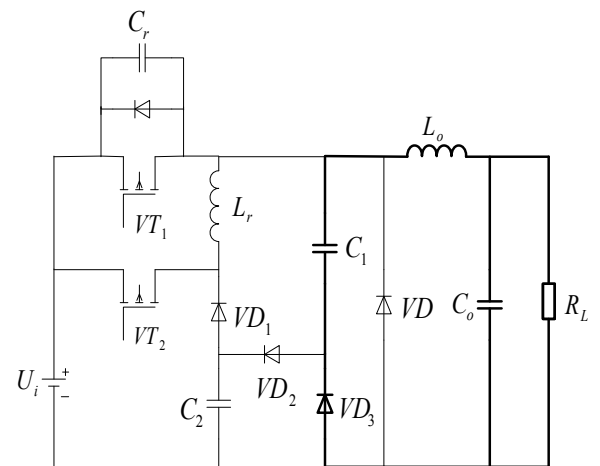 C_r
L_o
VT_1
L_r
C_1
VD_1
VD
C_o
R_L
VT_2
U_i
+
−
C_2
VD_2
VD_3